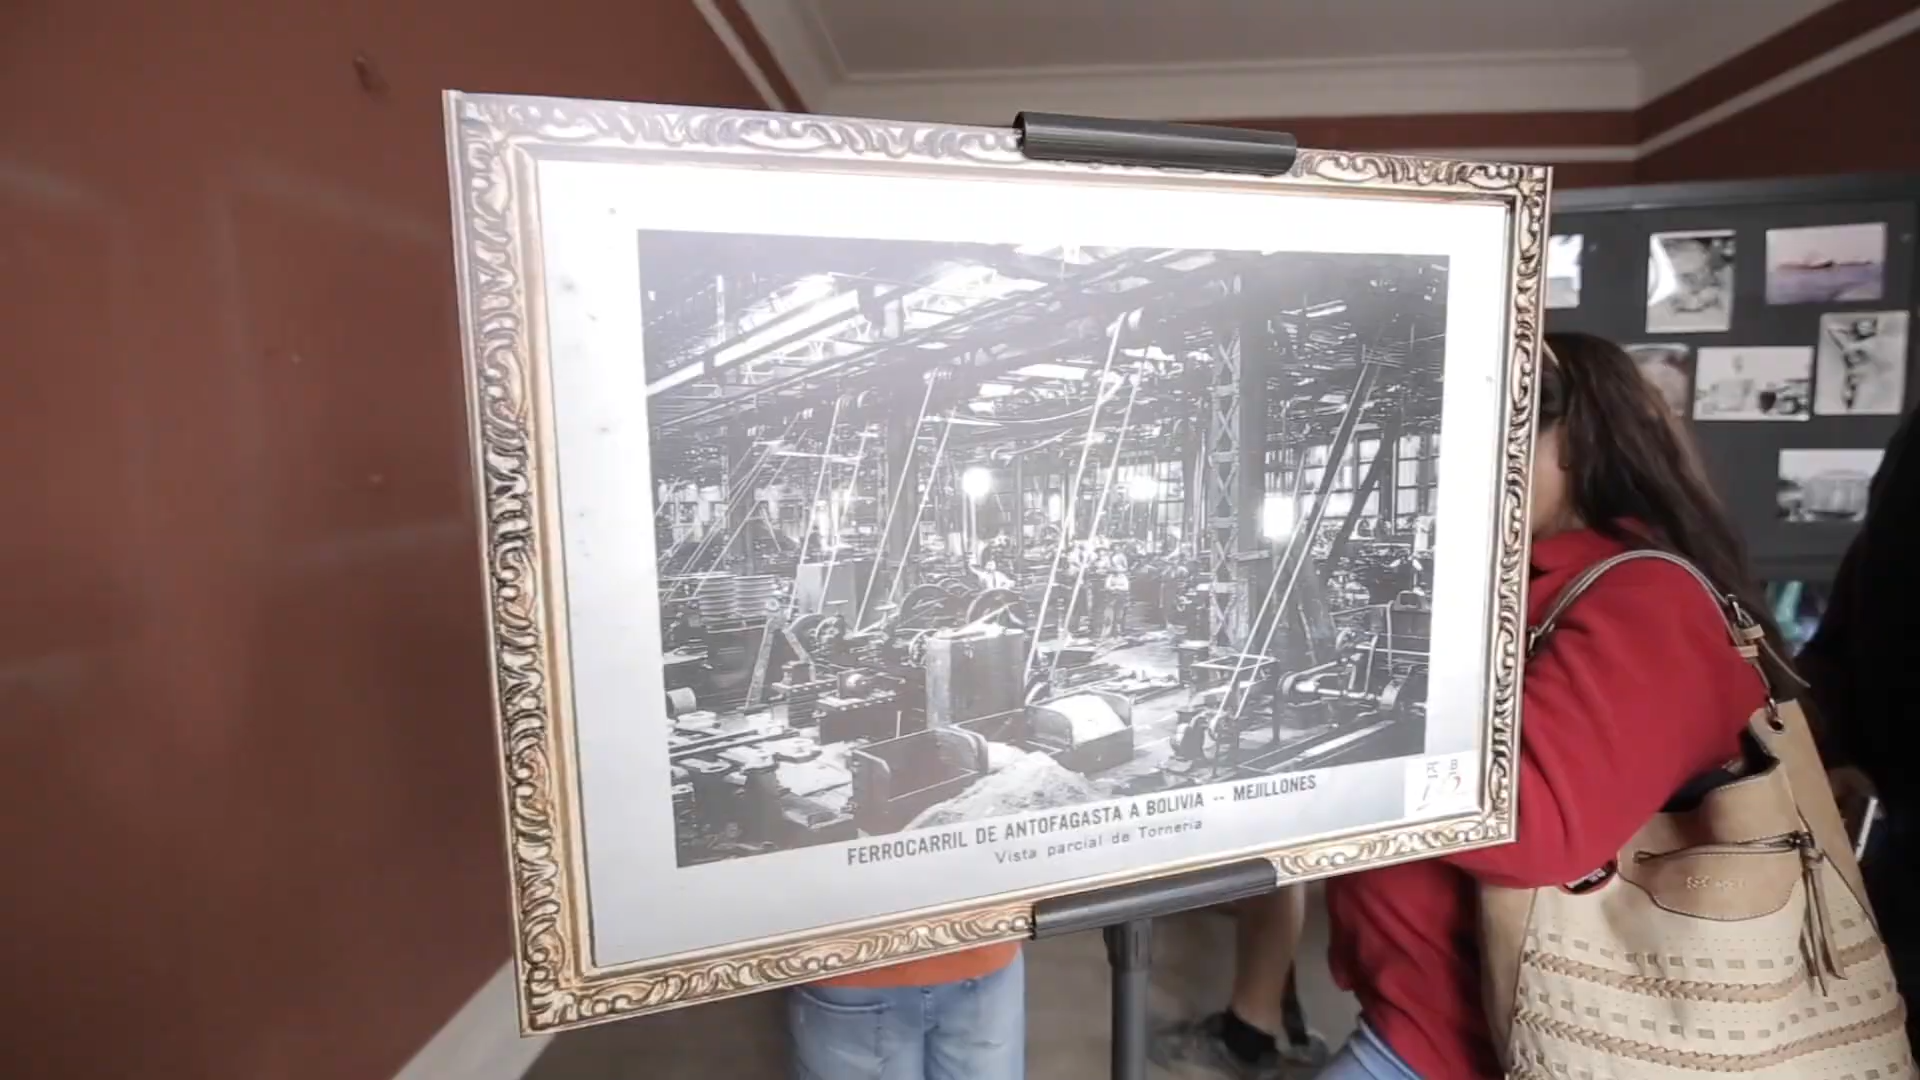 FERROCARRIL DE ANTOFAGASTA A BOLIVIA -- MEJILLONES
Vista parcial de Tornería